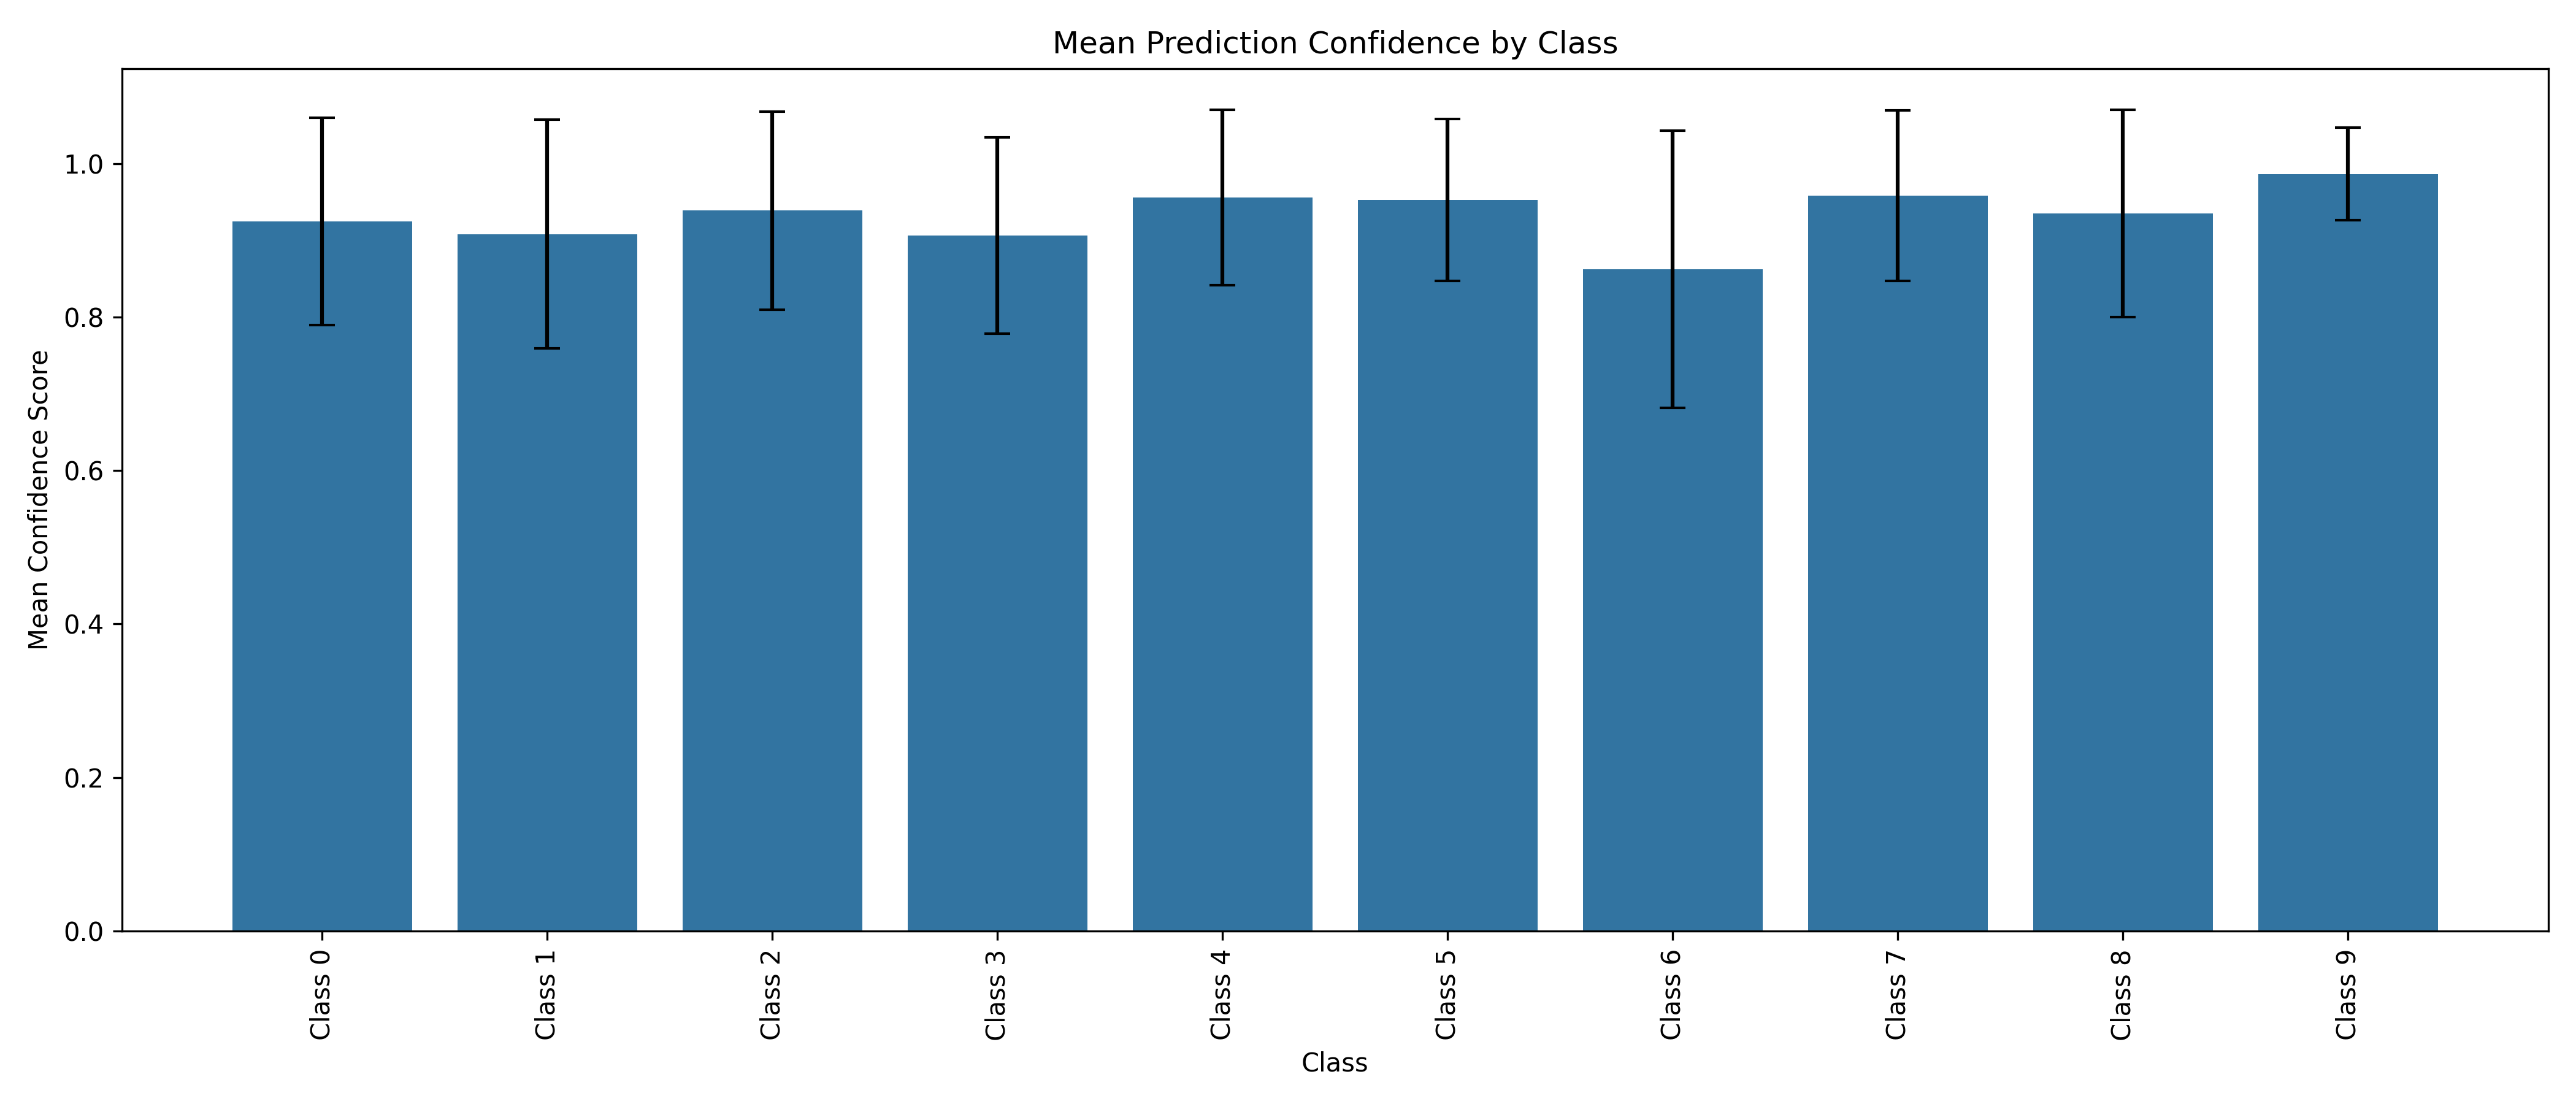 Mean Prediction Confidence by Class
Mean Confidence Score
1.0
0.8
0.6
0.4
0.2
0.0
Class 0
Class 1
Class 2
Class 3
Class 4
Class 5
Class 6
Class 7
Class 8
Class 9
Class